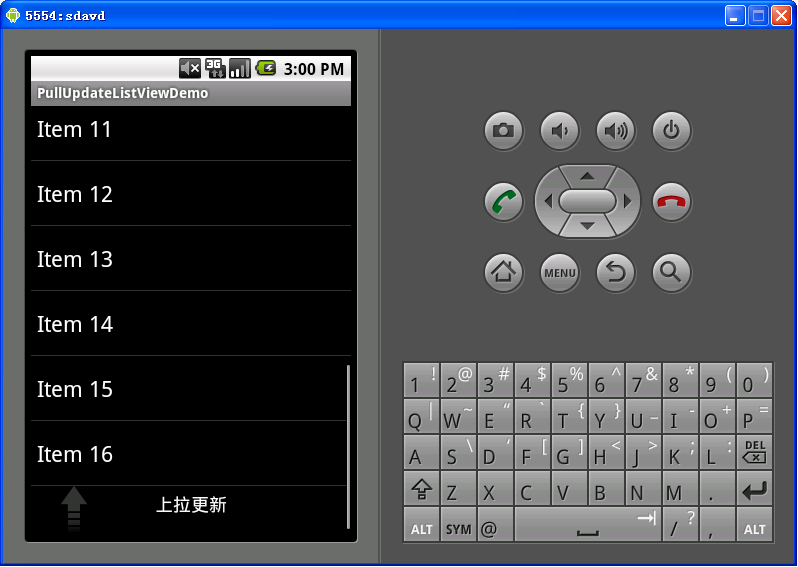 5554:sdavd
3G
3:00 PM
PullUpdateListViewDemo
Item 11
Item 12
Item 13
Item 14
Item 15
Item 16
上拉更新
MENU
1 ! 2 @ 3 # 4 $ 5 % 6 ^ 7 & 8 * 9 ( 0 )
Q | W ~ E “ R ` T { Y } U _ I - O + P =
A S \ D ‘ F [ G ] H < J > K ; L : DEL
Z X C V B N M .
ALT SYM @ / ? , ALT